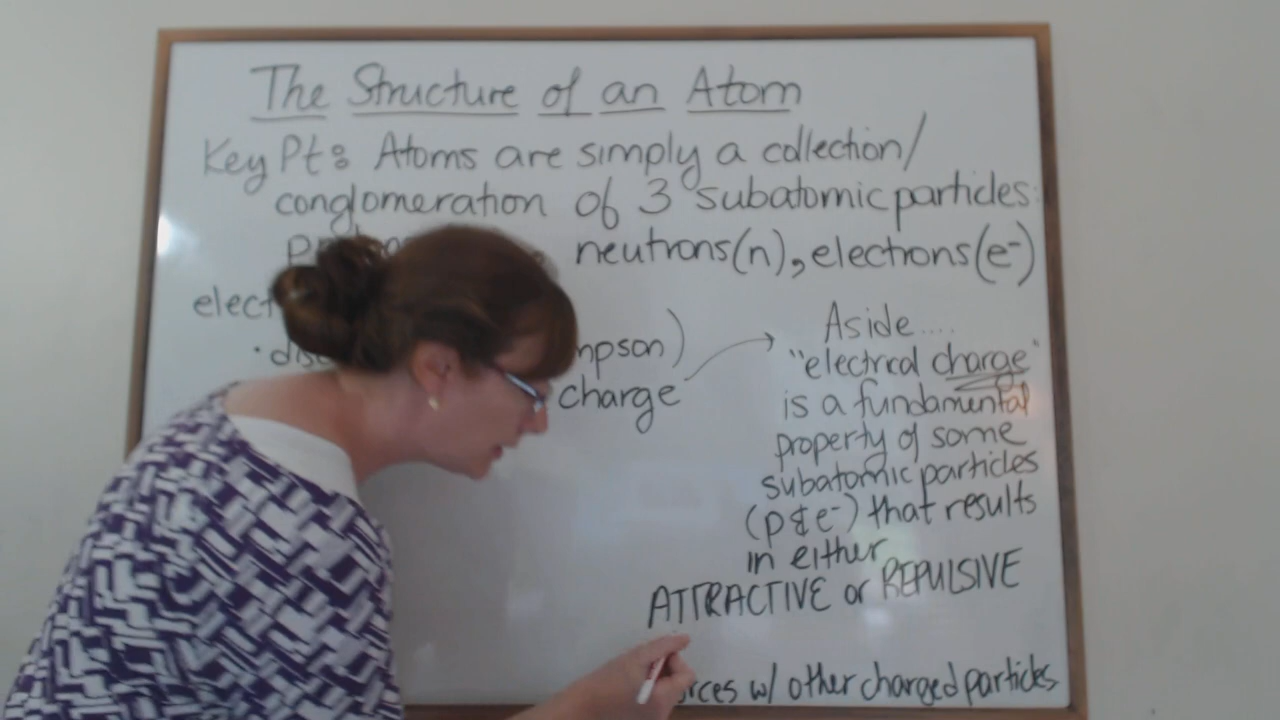 The Structure of an Atom
Key Pt: Atoms are simply a collection/
conglomeration of 3 subatomic particles:
neutrons(n), electrons(e⁻)
elect
• dis mpson)
charge
Aside....
"electrical charge"
is a fundamental
property of some
subatomic particles
(p & e⁻) that results
in either
ATTRACTIVE or REPULSIVE
rces w/ other charged particles